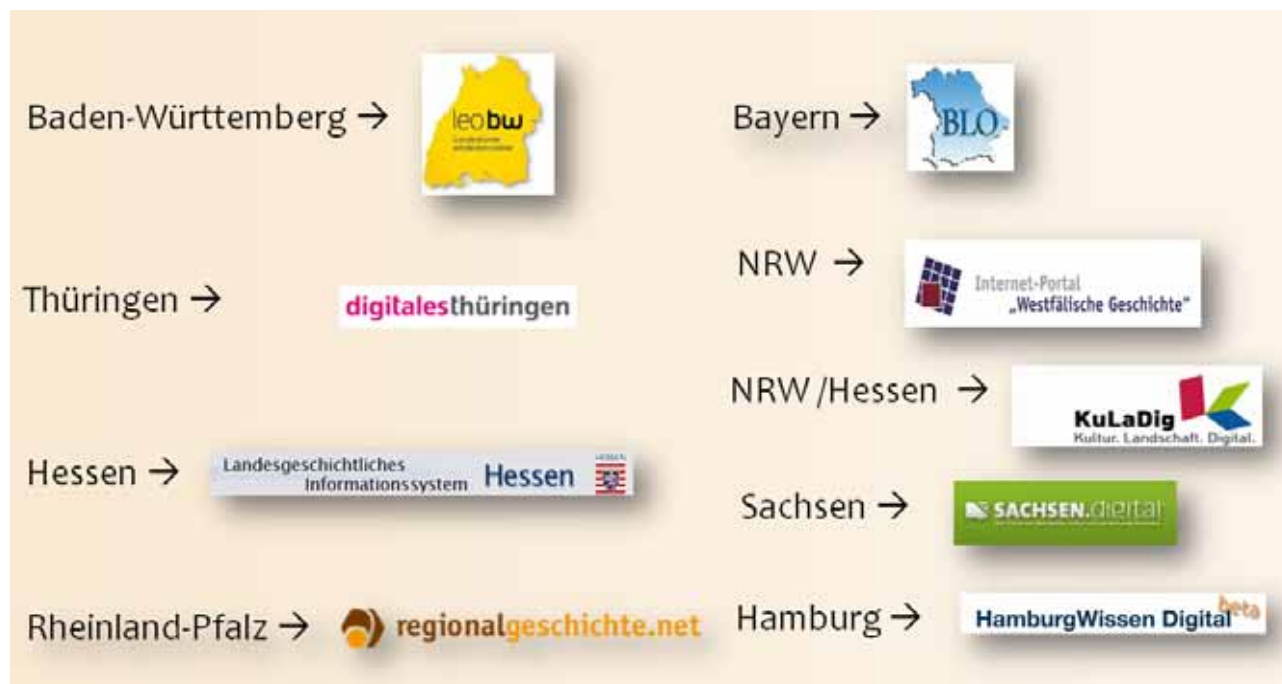 Baden-Württemberg →
leobw
Bayern →
BLO
Thüringen →
digitalesthüringen
NRW →
Internet-Portal
„Westfälische Geschichte“
NRW/Hessen →
KuLaDig
Kultur. Landschaft. Digital.
Hessen →
Landesgeschichtliches
Informationssystem Hessen
HESSEN
Sachsen →
SACHSEN.digital
Rheinland-Pfalz →
regionalgeschichte.net
Hamburg →
HamburgWissen Digital beta